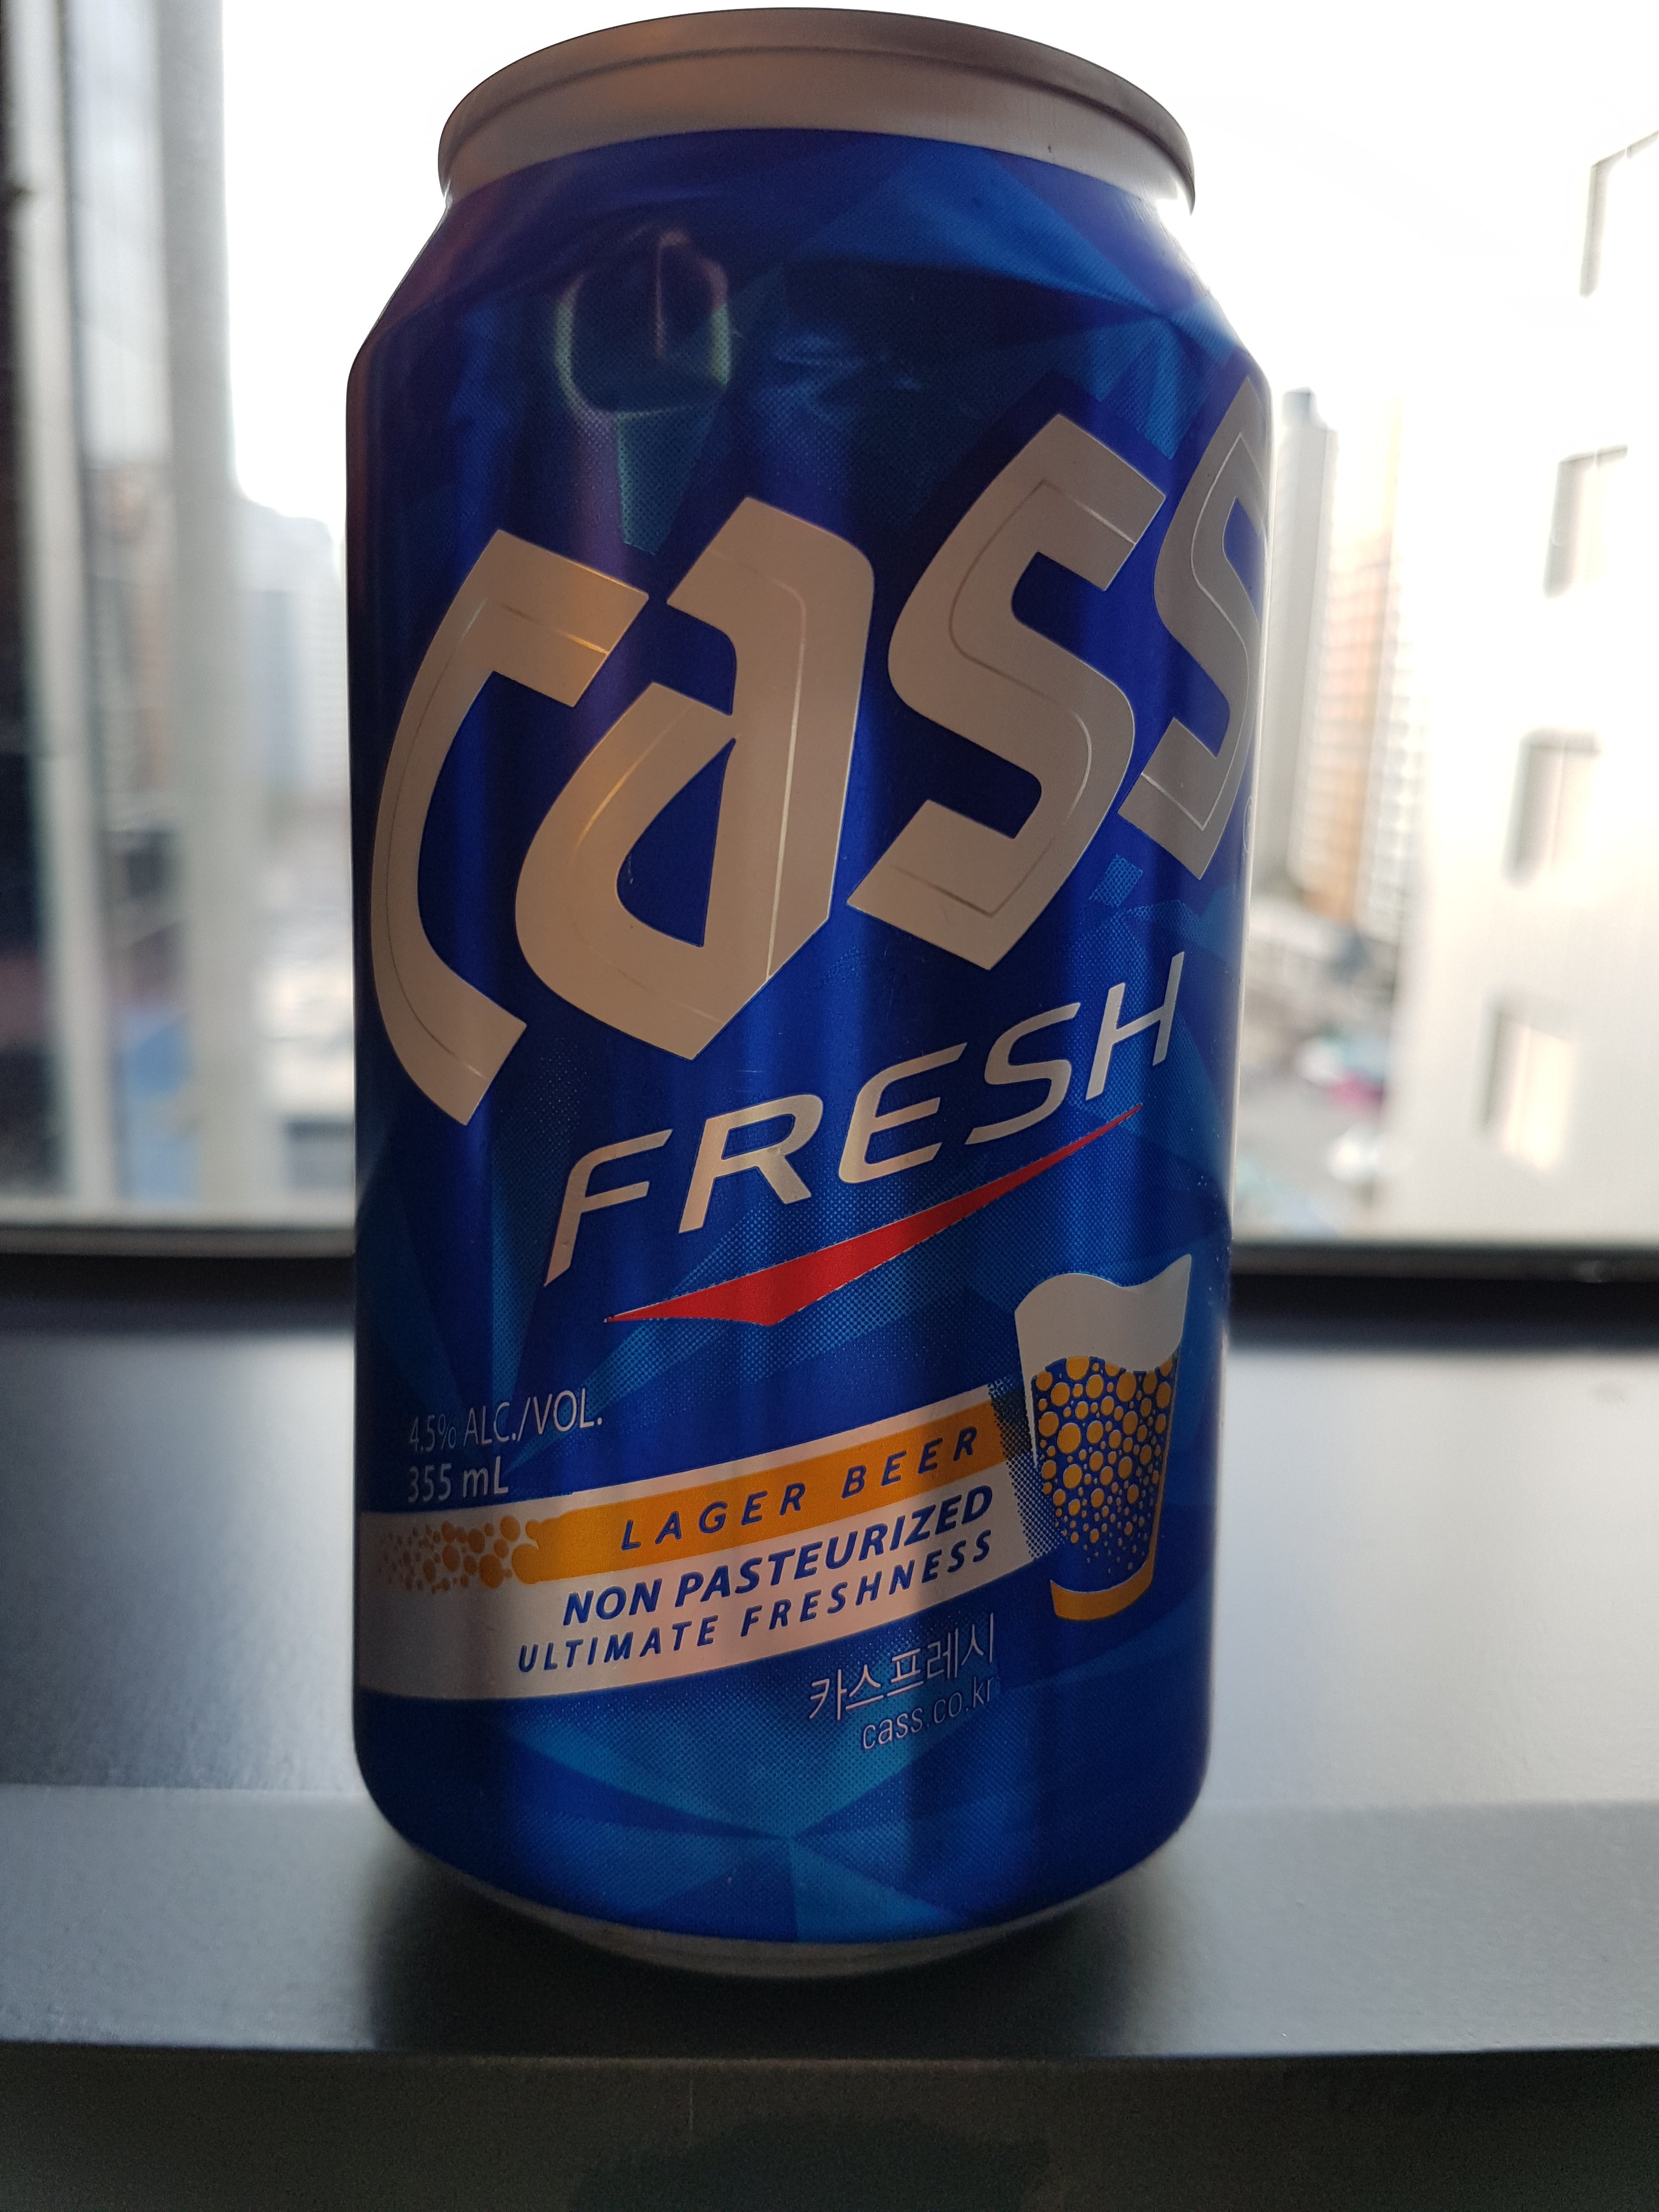 cass
FRESH
4.5% ALC./VOL.
355 mL
LAGER BEER
NON PASTEURIZED
ULTIMATE FRESHNESS
카스프레시
cass.co.kr